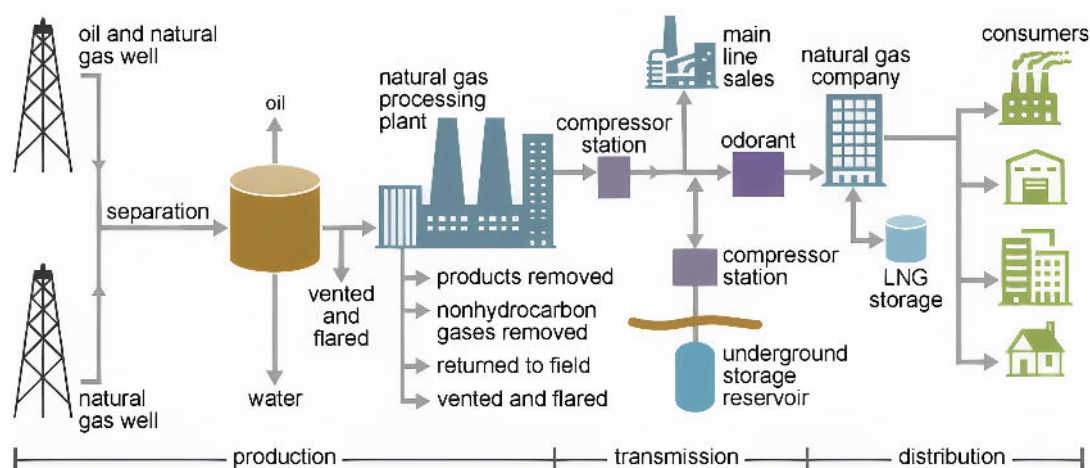 oil and natural
gas well
oil
separation
natural
gas well
water
vented
and
flared
natural gas
processing
plant
products removed
nonhydrocarbon
gases removed
returned to field
vented and flared
compressor
station
main
line
sales
odorant
compressor
station
underground
storage
reservoir
natural gas
company
LNG
storage
consumers
production
transmission
distribution